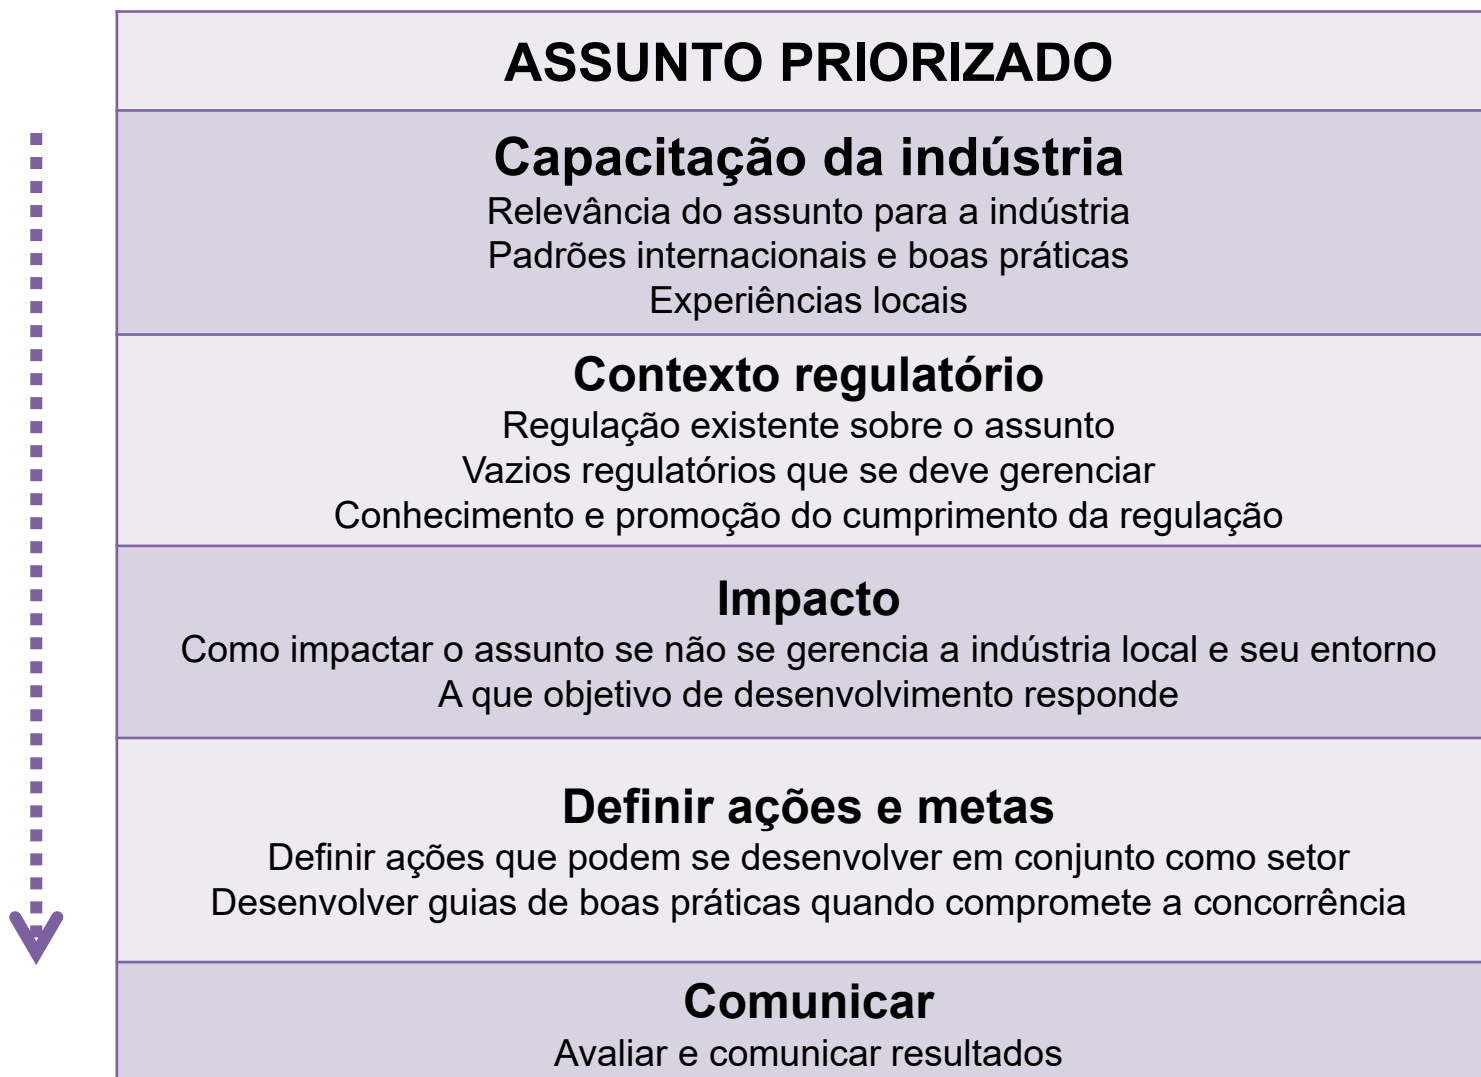 ASSUNTO PRIORIZADO
Capacitação da indústria
Relevância do assunto para a indústria
Padrões internacionais e boas práticas
Experiências locais
Contexto regulatório
Regulação existente sobre o assunto
Vazios regulatórios que se deve gerenciar
Conhecimento e promoção do cumprimento da regulação
Impacto
Como impactar o assunto se não se gerencia a indústria local e seu entorno
A que objetivo de desenvolvimento responde
Definir ações e metas
Definir ações que podem se desenvolver em conjunto como setor
Desenvolver guias de boas práticas quando compromete a concorrência
Comunicar
Avaliar e comunicar resultados